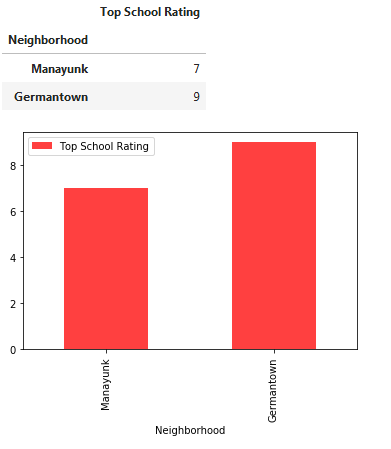 Top School Rating
Neighborhood
Manayunk 7
Germantown 9
Top School Rating
8
6
4
2
0
Manayunk
Germantown
Neighborhood